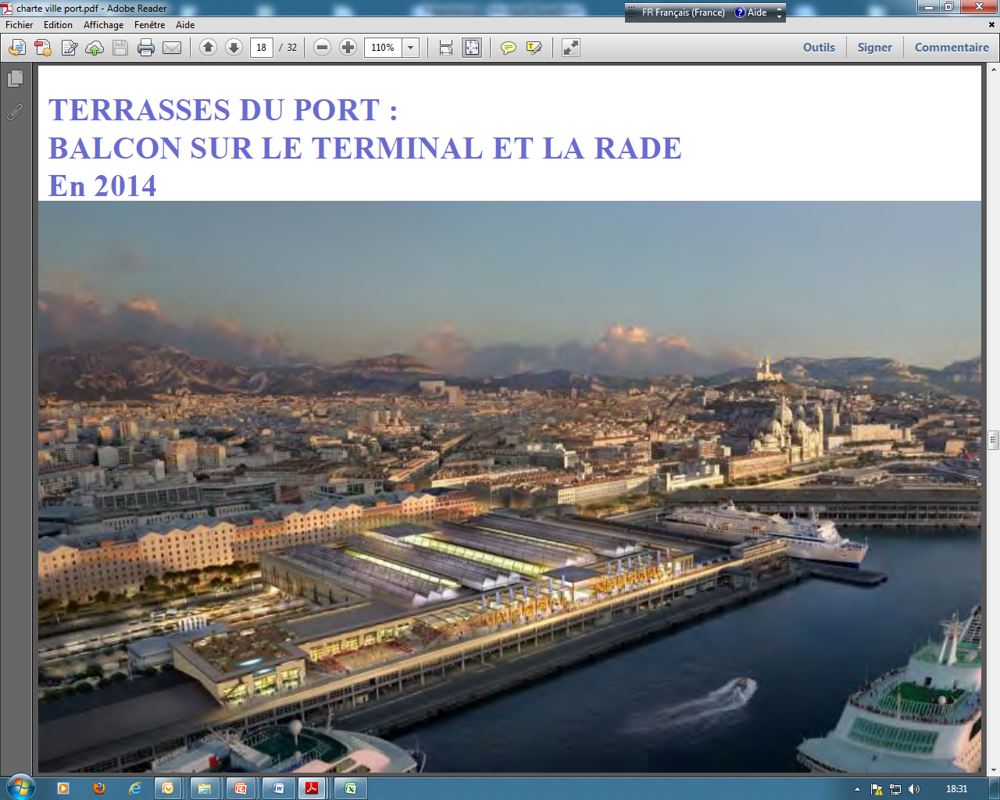 charte ville port.pdf - Adobe Reader
FR Français (France) Aide
Fichier Edition Affichage Fenêtre Aide
18 / 32 110% Outils Signer Commentaire
TERRASSES DU PORT :
BALCON SUR LE TERMINAL ET LA RADE
En 2014
18:31